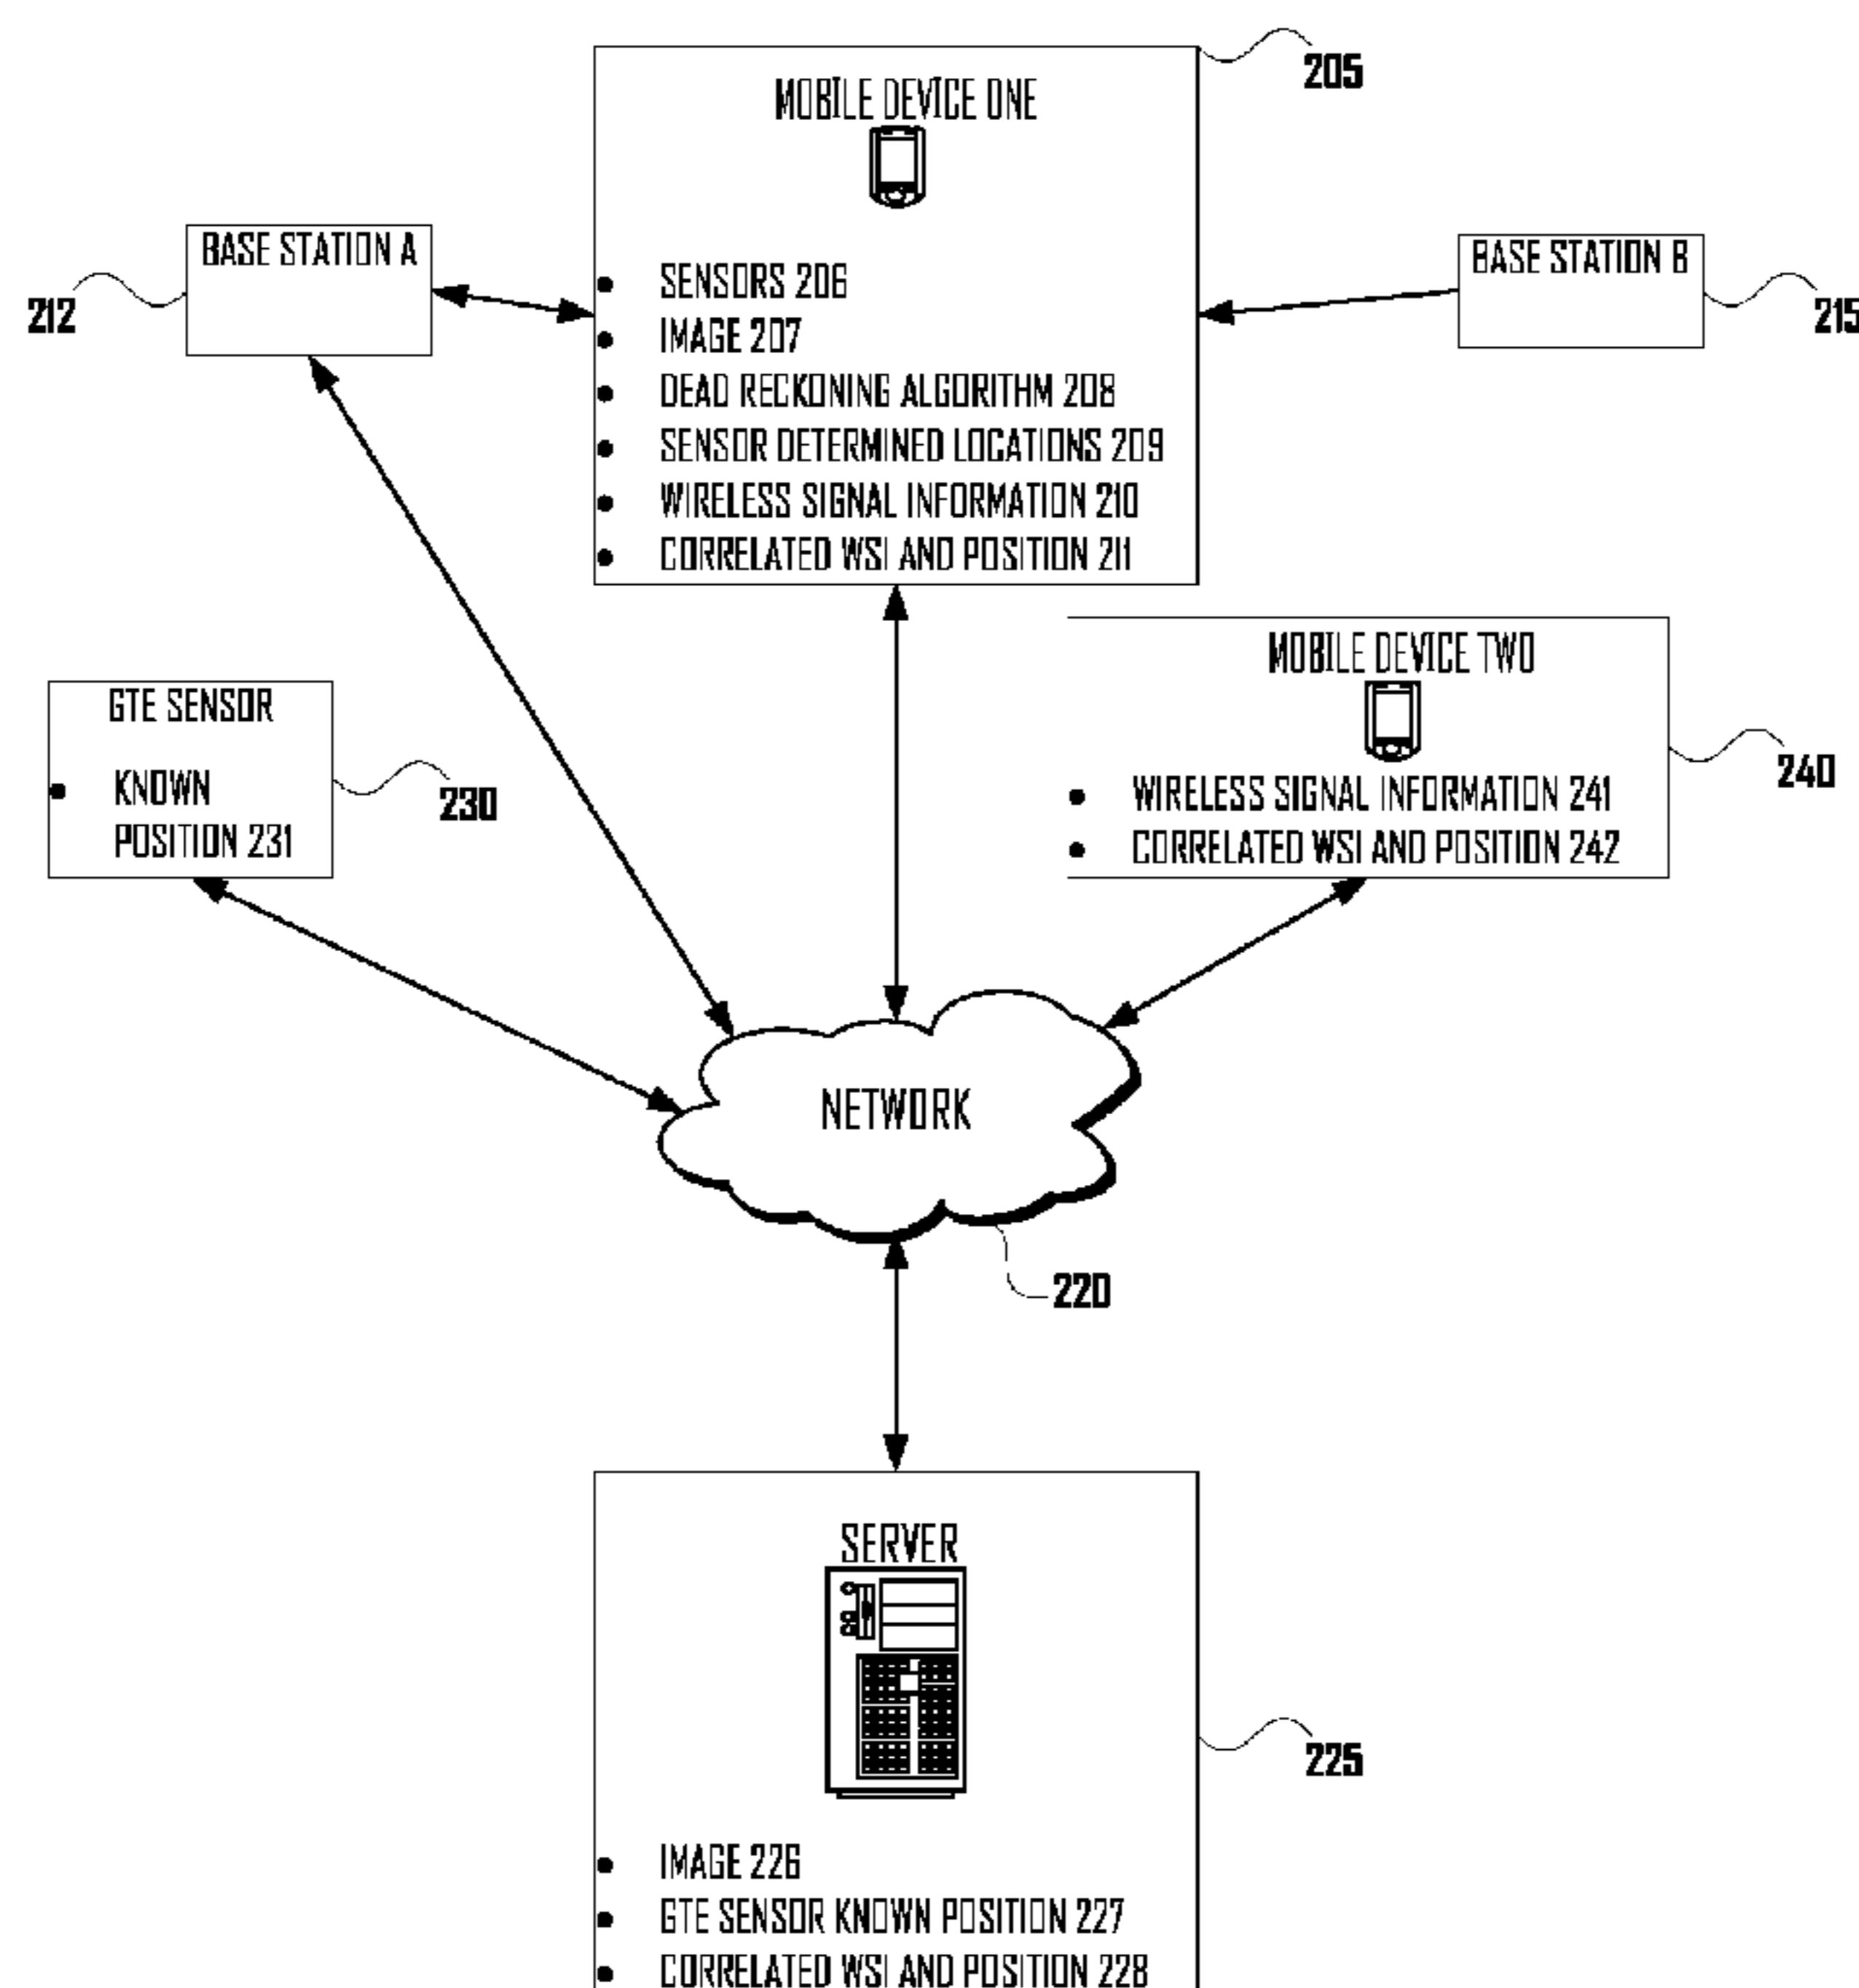 MOBILE DEVICE ONE
205
BASE STATION A
212
BASE STATION B
215
• SENSORS 206
• IMAGE 207
• DEAD RECKONING ALGORITHM 208
• SENSOR DETERMINED LOCATIONS 209
• WIRELESS SIGNAL INFORMATION 210
• CORRELATED WSI AND POSITION 211
GTE SENSOR
• KNOWN
POSITION 231
230
MOBILE DEVICE TWO
• WIRELESS SIGNAL INFORMATION 241
• CORRELATED WSI AND POSITION 242
240
NETWORK
220
SERVER
225
• IMAGE 226
• GTE SENSOR KNOWN POSITION 227
• CORRELATED WSI AND POSITION 228